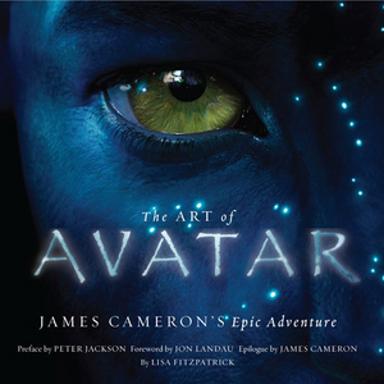 The ART of
AVATAR
JAMES CAMERON'S Epic Adventure
Preface by PETER JACKSON Foreword by JON LANDAU Epilogue by JAMES CAMERON
By LISA FITZPATRICK